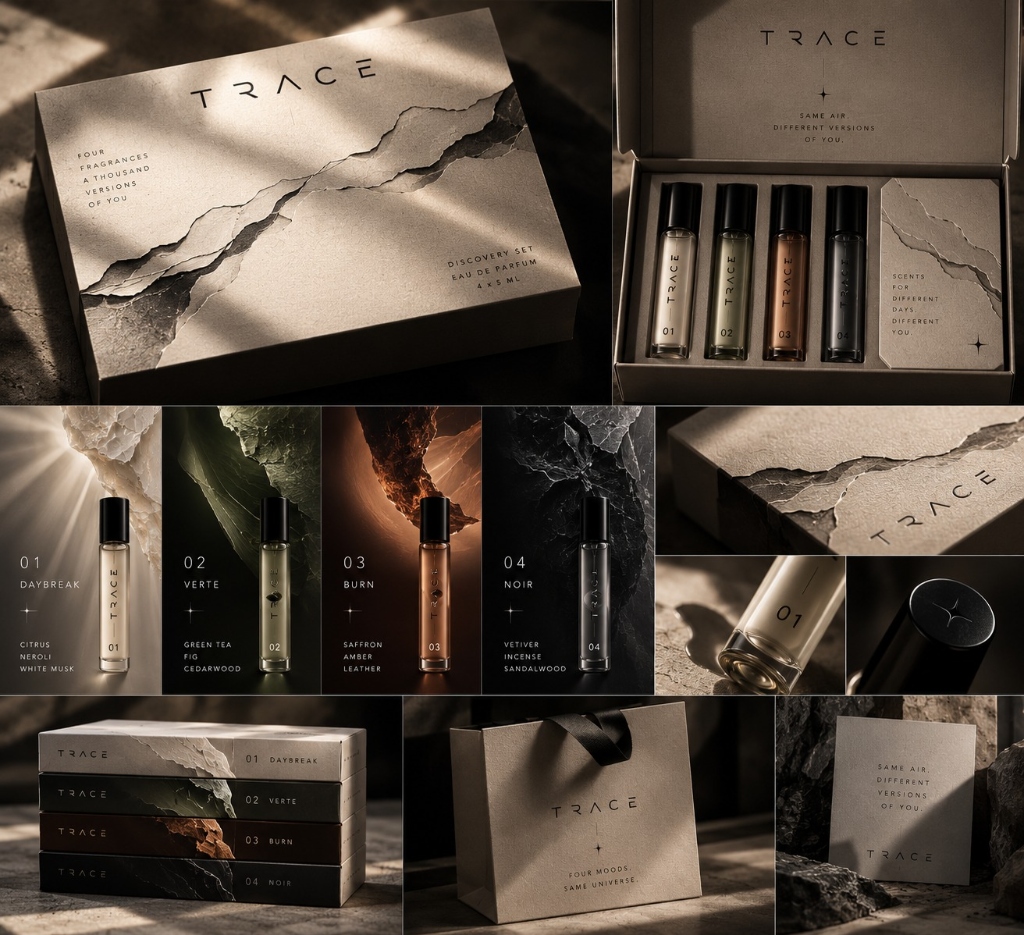 TRACE
FOUR
FRAGRANCES
A THOUSAND
VERSIONS
OF YOU
DISCOVERY SET
EAU DE PARFUM
4 x 5 ML
TRACE
SAME AIR
DIFFERENT VERSIONS
OF YOU.
TRACE
01
TRACE
02
TRACE
03
TRACE
04
SCENTS
FOR
DIFFERENT
DAYS.
DIFFERENT
YOU.
01
DAYBREAK
CITRUS
NEROLI
WHITE MUSK
TRACE
01
02
VERTE
GREEN TEA
FIG
CEDARWOOD
TRACE
02
03
BURN
SAFFRON
AMBER
LEATHER
TRACE
03
04
NOIR
VETIVER
INCENSE
SANDALWOOD
TRACE
04
TRACE
01
TRACE
01 DAYBREAK
TRACE
02 VERTE
TRACE
03 BURN
TRACE
04 NOIR
TRACE
FOUR MOODS.
SAME UNIVERSE.
SAME AIR.
DIFFERENT
VERSIONS
OF YOU.
TRACE